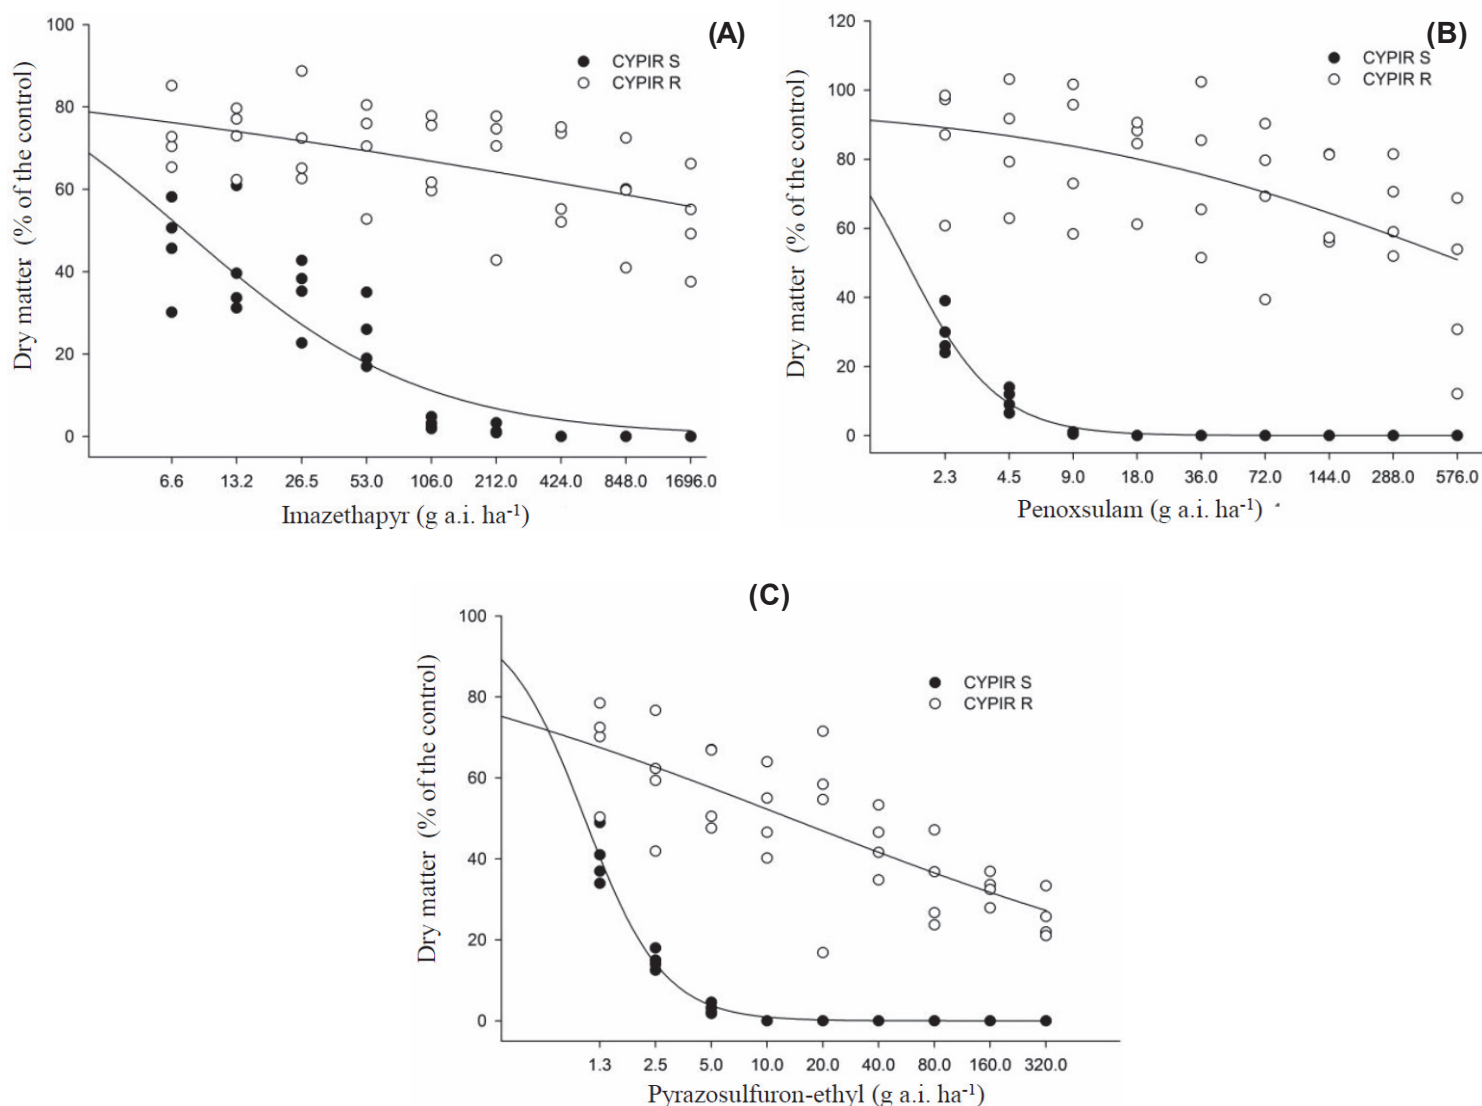 (A)
100
80
60
40
20
0
Dry matter (% of the control)
CYPIR S
CYPIR R
6.6 13.2 26.5 53.0 106.0 212.0 424.0 848.0 1696.0
Imazethapyr (g a.i. ha-1)
(B)
120
100
80
60
40
20
0
Dry matter (% of the control)
CYPIR S
CYPIR R
2.3 4.5 9.0 18.0 36.0 72.0 144.0 288.0 576.0
Penoxsulam (g a.i. ha-1)
(C)
100
80
60
40
20
0
Dry matter (% of the control)
CYPIR S
CYPIR R
1.3 2.5 5.0 10.0 20.0 40.0 80.0 160.0 320.0
Pyrazosulfuron-ethyl (g a.i. ha-1)